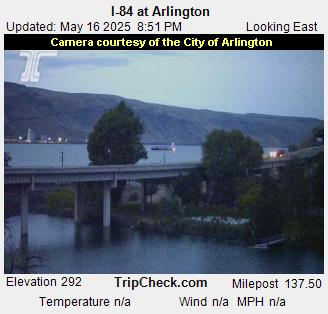 I-84 at Arlington
Updated: May 16 2025 8:51 PM Looking East
Camera courtesy of the City of Arlington
Elevation 292 TripCheck.com Milepost 137.50
Temperature n/a Wind n/a MPH n/a